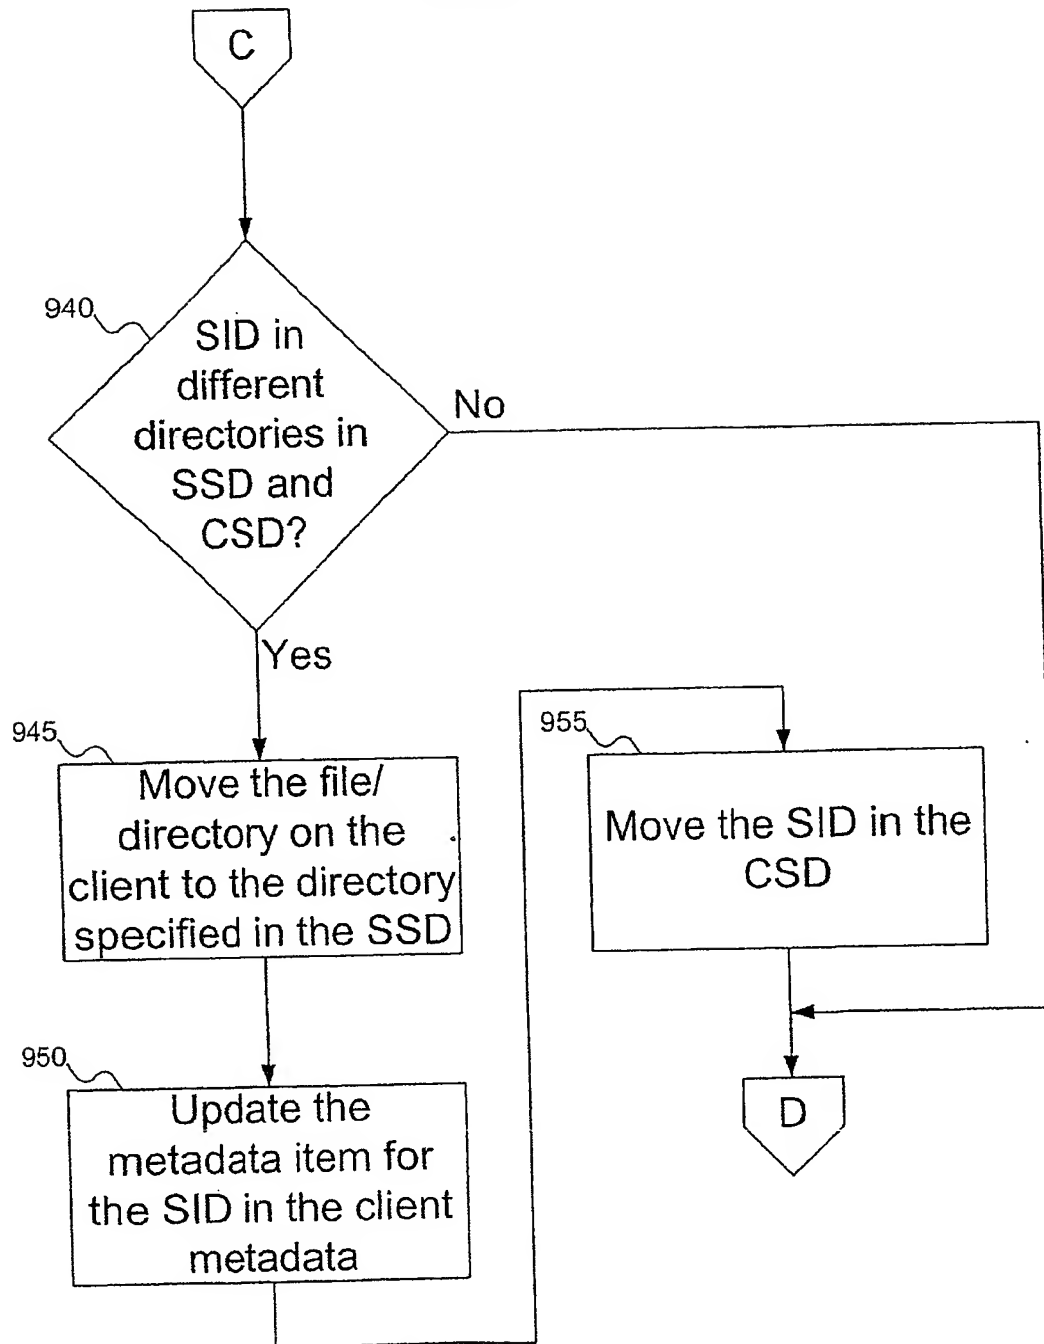 C
940
SID in
different
directories in
SSD and
CSD?
No
Yes
945
Move the file/
directory on the
client to the directory
specified in the SSD
950
Update the
metadata item for
the SID in the client
metadata
955
Move the SID in the
CSD
D